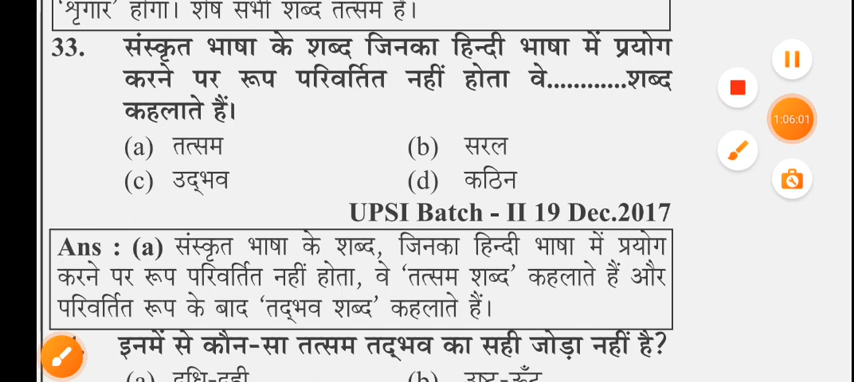 'शृंगार' होगा। शेष सभी शब्द तत्सम हैं।
33. संस्कृत भाषा के शब्द जिनका हिन्दी भाषा में प्रयोग
करने पर रूप परिवर्तित नहीं होता वे............शब्द
कहलाते हैं।
(a) तत्सम (b) सरल
(c) उद्भव (d) कठिन
UPSI Batch - II 19 Dec.2017
Ans : (a) संस्कृत भाषा के शब्द, जिनका हिन्दी भाषा में प्रयोग
करने पर रूप परिवर्तित नहीं होता, वे 'तत्सम शब्द' कहलाते हैं और
परिवर्तित रूप के बाद 'तद्भव शब्द' कहलाते हैं।
इनमें से कौन-सा तत्सम तद्भव का सही जोड़ा नहीं है?
(a) दधि-दही (b) उष्ट्र-ऊँट
1:06:01